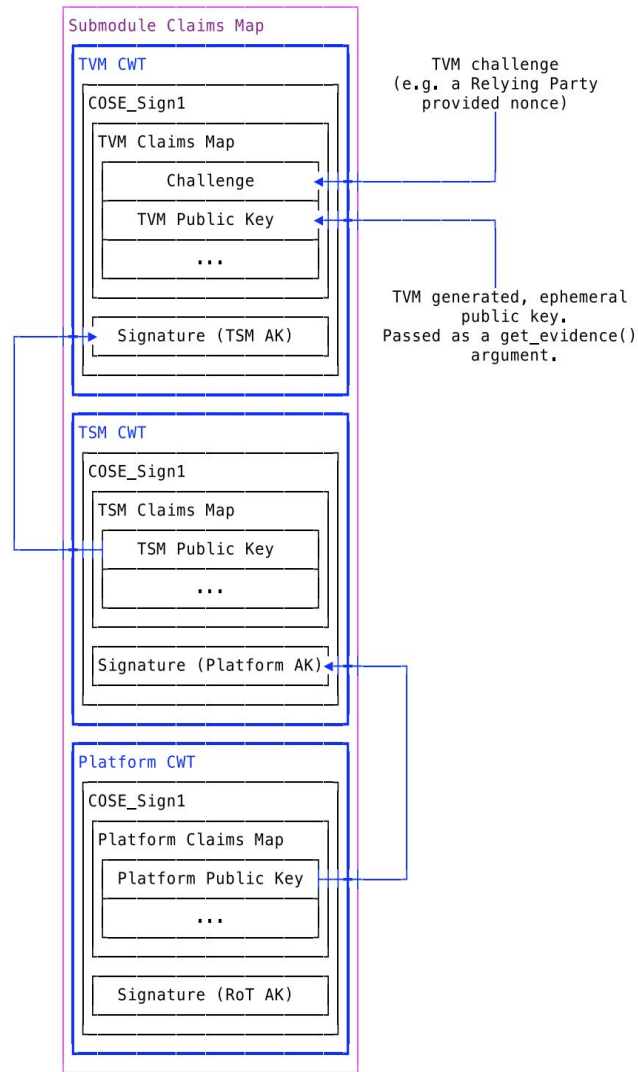 Submodule Claims Map
TVM CWT
COSE_Sign1
TVM Claims Map
Challenge
TVM Public Key
...
Signature (TSM AK)
TVM challenge
(e.g. a Relying Party
provided nonce)
TVM generated, ephemeral
public key.
Passed as a get_evidence()
argument.
TSM CWT
COSE_Sign1
TSM Claims Map
TSM Public Key
...
Signature (Platform AK)
Platform CWT
COSE_Sign1
Platform Claims Map
Platform Public Key
...
Signature (RoT AK)